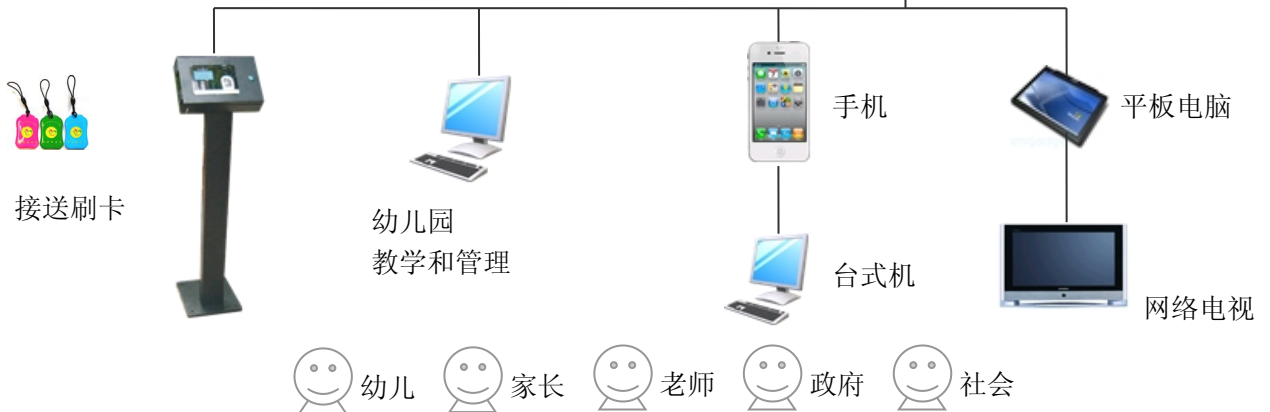 手机
平板电脑
接送刷卡
幼儿园
教学和管理
台式机
网络电视
幼儿
家长
老师
政府
社会